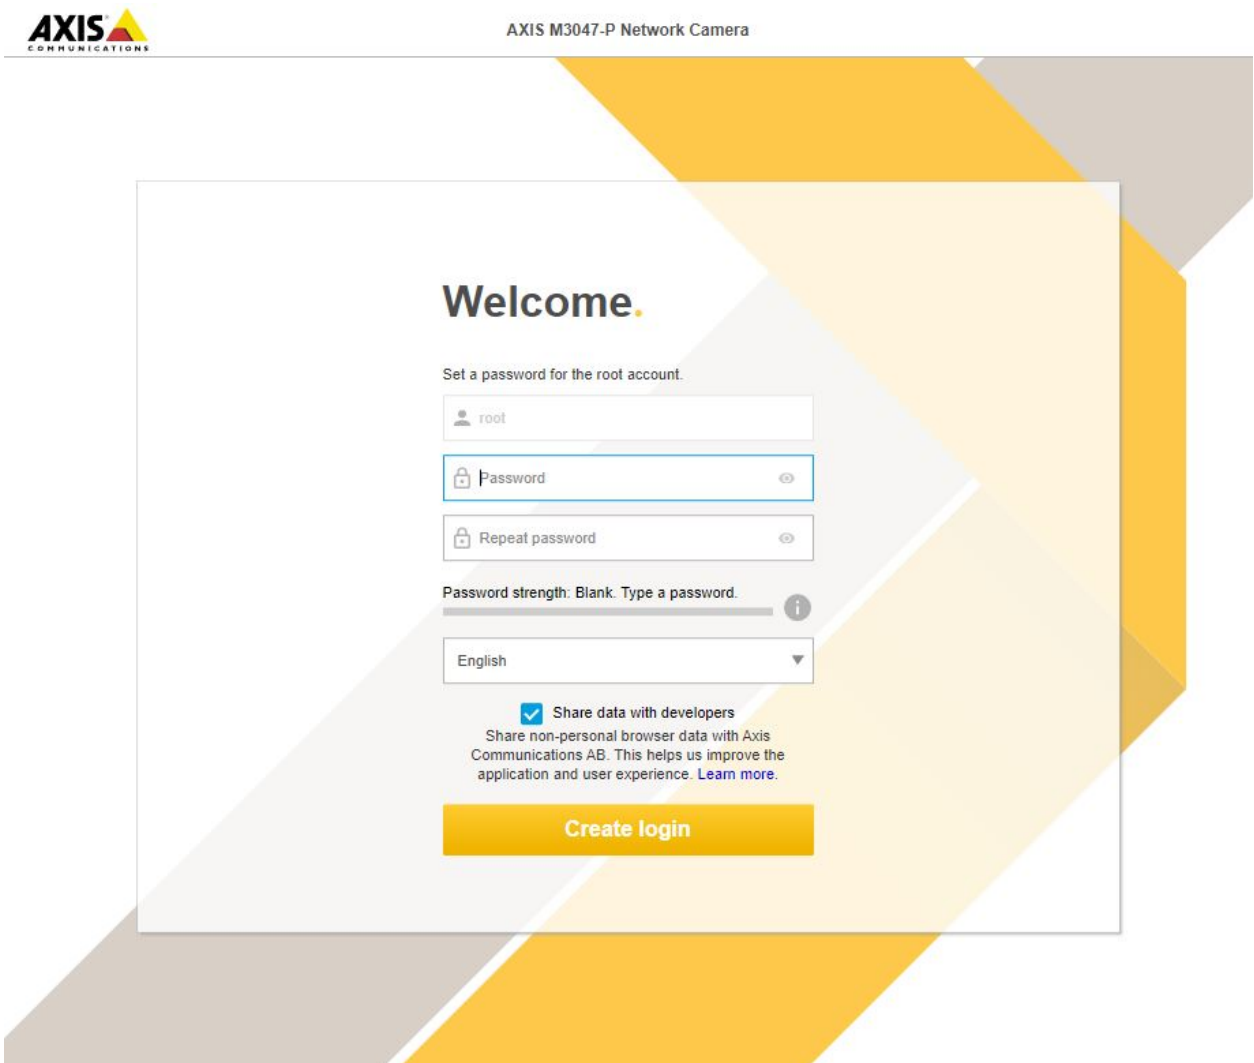 AXIS
COMMUNICATIONS
AXIS M3047-P Network Camera
Welcome.
Set a password for the root account.
root
Password
Repeat password
Password strength: Blank. Type a password.
i
English
Share data with developers
Share non-personal browser data with Axis
Communications AB. This helps us improve the
application and user experience. Learn more.
Create login